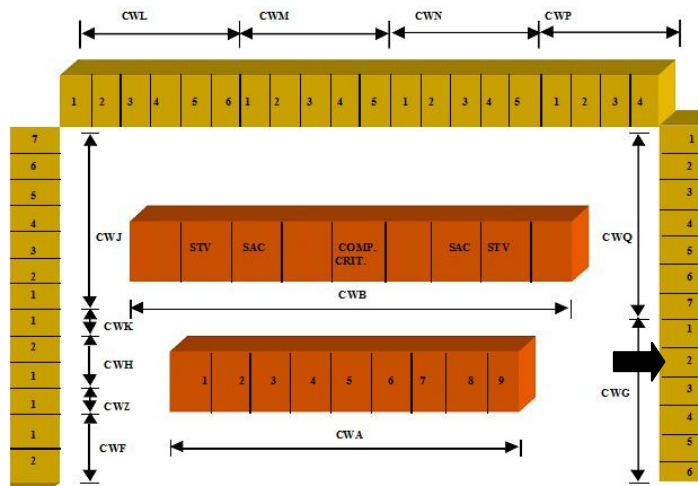 CWL CWM CWN CWP
1 2 3 4 5 6 1 2 3 4 5 1 2 3 4 5 1 2 3 4
7
6
5
4
3
2
1
1
2
1
1
1
2
CWJ
CWK
CWH
CWZ
CWF
STV SAC COMP. SAC STV
CRIT.
CWB
1 2 3 4 5 6 7 8 9
CWA
CWQ
CWG
1
2
3
4
5
6
7
1
2
3
4
5
6